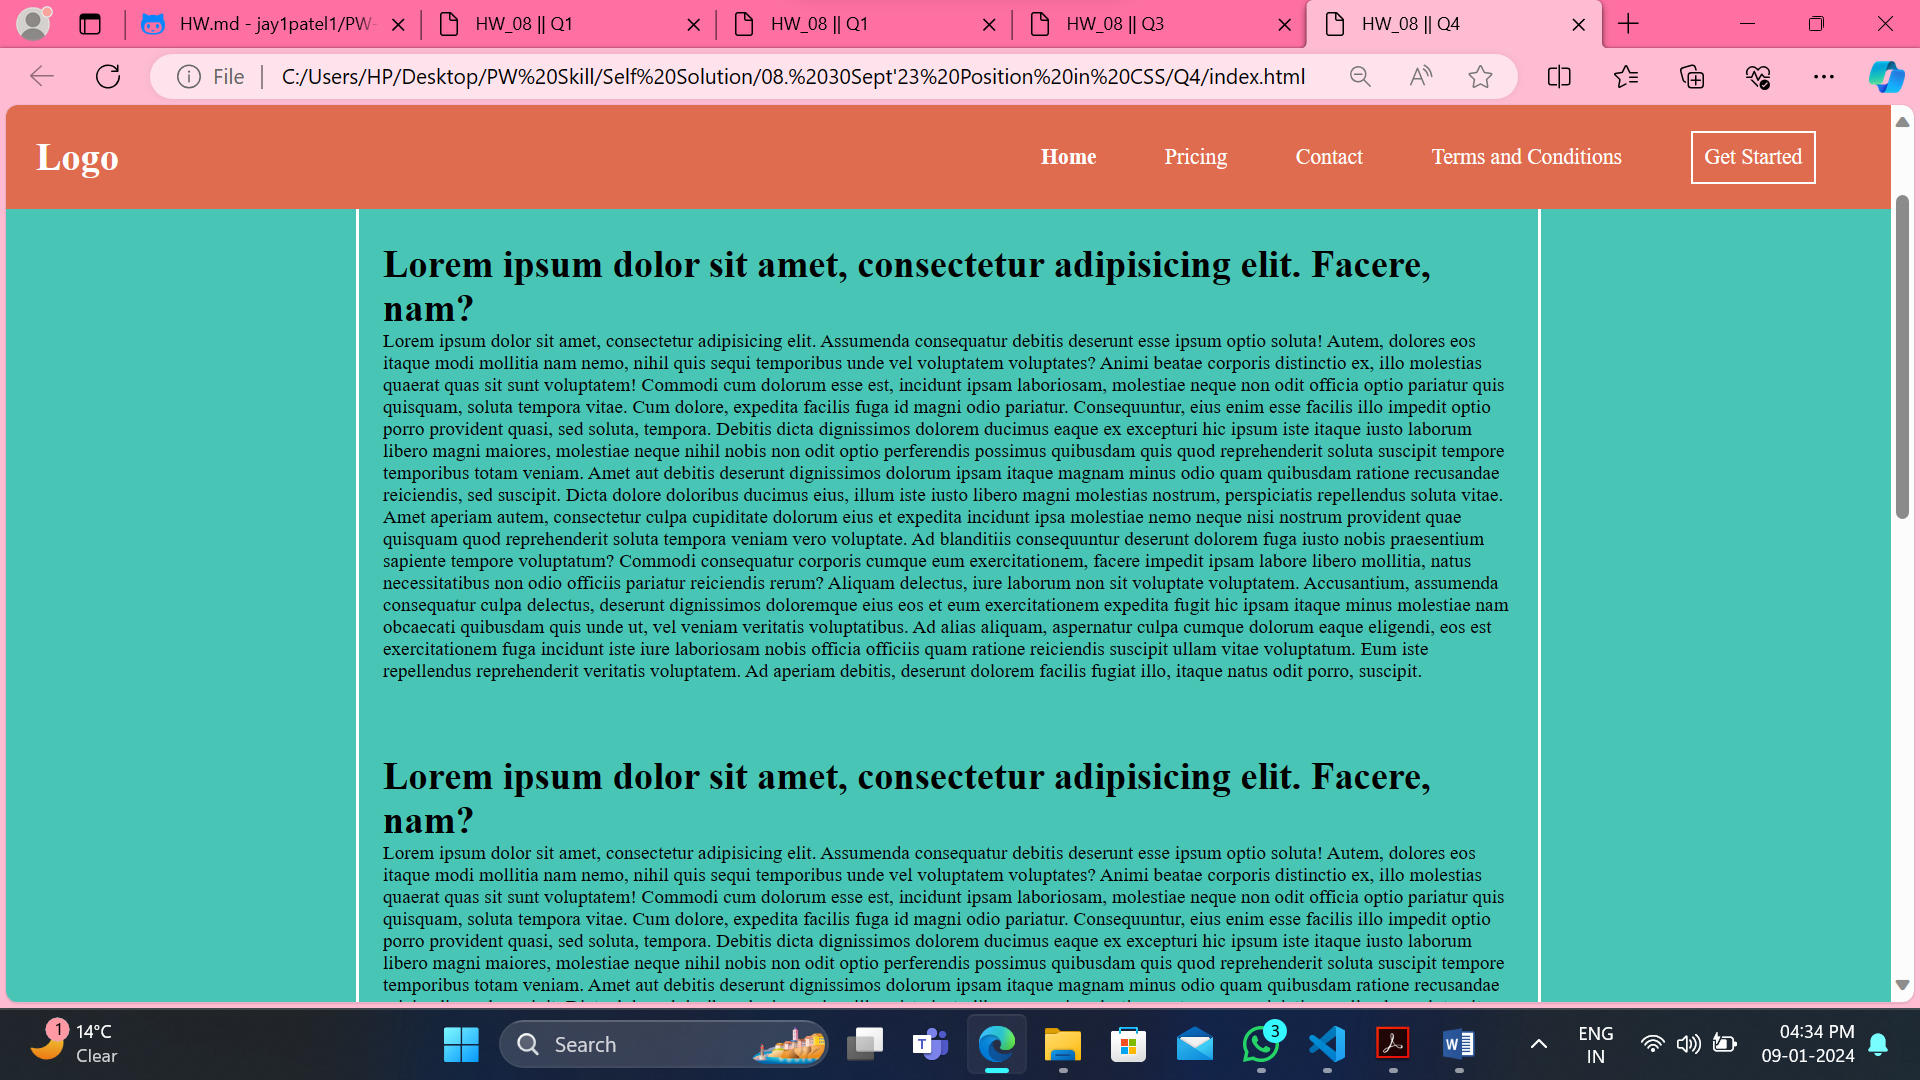 HW.md - jay1patel1/PW-
HW_08 || Q1
HW_08 || Q1
HW_08 || Q3
HW_08 || Q4
File
C:/Users/HP/Desktop/PW%20Skill/Self%20Solution/08.%2030Sept'23%20Position%20in%20CSS/Q4/index.html
Logo
Home
Pricing
Contact
Terms and Conditions
Get Started
Lorem ipsum dolor sit amet, consectetur adipisicing elit. Facere,
nam?
Lorem ipsum dolor sit amet, consectetur adipisicing elit. Assumenda consequatur debitis deserunt esse ipsum optio soluta! Autem, dolores eos
itaque modi mollitia nam nemo, nihil quis sequi temporibus unde vel voluptatem voluptates? Animi beatae corporis distinctio ex, illo molestias
quaerat quas sit sunt voluptatem! Commodi cum dolorum esse est, incidunt ipsam laboriosam, molestiae neque non odit officia optio pariatur quis
quisquam, soluta tempora vitae. Cum dolore, expedita facilis fuga id magni odio pariatur. Consequuntur, eius enim esse facilis illo impedit optio
porro provident quasi, sed soluta, tempora. Debitis dicta dignissimos dolorem ducimus eaque ex excepturi hic ipsum iste itaque iusto laborum
libero magni maiores, molestiae neque nihil nobis non odit optio perferendis possimus quibusdam quis quod reprehenderit soluta suscipit tempore
temporibus totam veniam. Amet aut debitis deserunt dignissimos dolorum ipsam itaque magnam minus odio quam quibusdam ratione recusandae
reiciendis, sed suscipit. Dicta dolore doloribus ducimus eius, illum iste iusto libero magni molestias nostrum, perspiciatis repellendus soluta vitae.
Amet aperiam autem, consectetur culpa cupiditate dolorum eius et expedita incidunt ipsa molestiae nemo neque nisi nostrum provident quae
quisquam quod reprehenderit soluta tempora veniam vero voluptate. Ad blanditiis consequuntur deserunt dolorem fuga iusto nobis praesentium
sapiente tempore voluptatum? Commodi consequatur corporis cumque eum exercitationem, facere impedit ipsam labore libero mollitia, natus
necessitatibus non odio officiis pariatur reiciendis rerum? Aliquam delectus, iure laborum non sit voluptate voluptatem. Accusantium, assumenda
consequatur culpa delectus, deserunt dignissimos doloremque eius eos et eum exercitationem expedita fugit hic ipsam itaque minus molestiae nam
obcaecati quibusdam quis unde ut, vel veniam veritatis voluptatibus. Ad alias aliquam, aspernatur culpa cumque dolorum eaque eligendi, eos est
exercitationem fuga incidunt iste iure laboriosam nobis officia officiis quam ratione reiciendis suscipit ullam vitae voluptatum. Eum iste
repellendus reprehenderit veritatis voluptatem. Ad aperiam debitis, deserunt dolorem facilis fugiat illo, itaque natus odit porro, suscipit.
Lorem ipsum dolor sit amet, consectetur adipisicing elit. Facere,
nam?
Lorem ipsum dolor sit amet, consectetur adipisicing elit. Assumenda consequatur debitis deserunt esse ipsum optio soluta! Autem, dolores eos
itaque modi mollitia nam nemo, nihil quis sequi temporibus unde vel voluptatem voluptates? Animi beatae corporis distinctio ex, illo molestias
quaerat quas sit sunt voluptatem! Commodi cum dolorum esse est, incidunt ipsam laboriosam, molestiae neque non odit officia optio pariatur quis
quisquam, soluta tempora vitae. Cum dolore, expedita facilis fuga id magni odio pariatur. Consequuntur, eius enim esse facilis illo impedit optio
porro provident quasi, sed soluta, tempora. Debitis dicta dignissimos dolorem ducimus eaque ex excepturi hic ipsum iste itaque iusto laborum
libero magni maiores, molestiae neque nihil nobis non odit optio perferendis possimus quibusdam quis quod reprehenderit soluta suscipit tempore
temporibus totam veniam. Amet aut debitis deserunt dignissimos dolorum ipsam itaque magnam minus odio quam quibusdam ratione recusandae
1
14°C
Clear
Search
3
ENG
IN
04:34 PM
09-01-2024